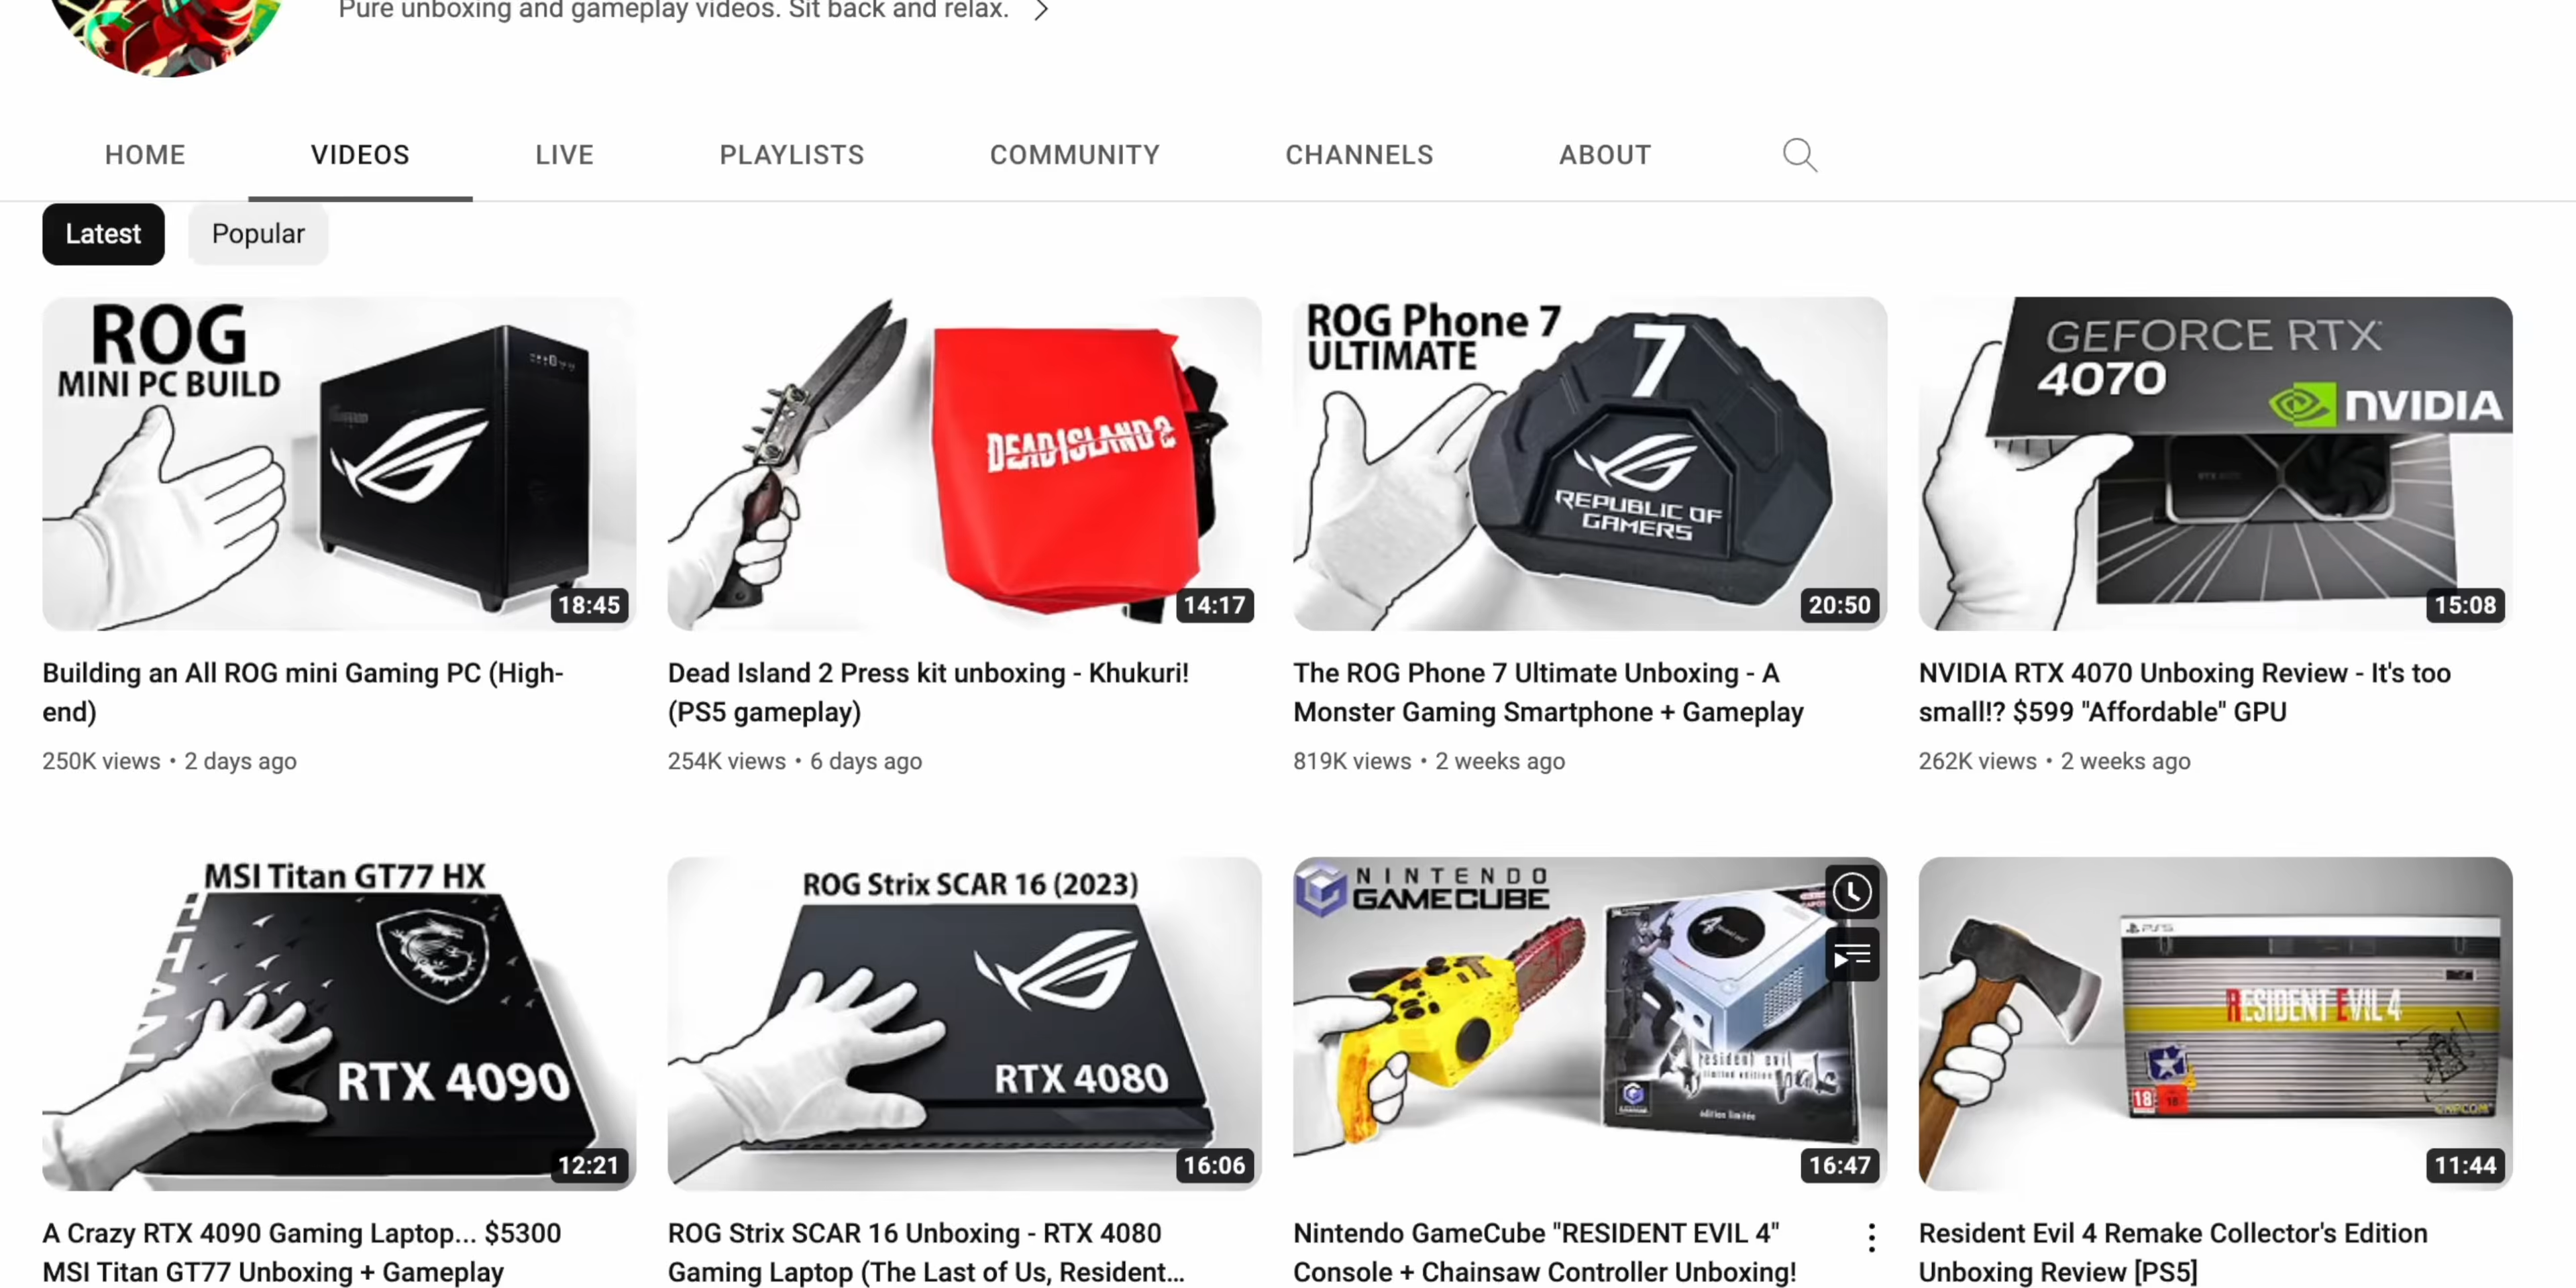 Pure unboxing and gameplay videos. Sit back and relax.
HOME VIDEOS LIVE PLAYLISTS COMMUNITY CHANNELS ABOUT
Latest Popular
ROG
MINI PC BUILD
18:45
DEAD ISLAND 2
14:17
ROG Phone 7
ULTIMATE
7
REPUBLIC OF
GAMERS
20:50
GEFORCE RTX
4070
NVIDIA
15:08
Building an All ROG mini Gaming PC (High-
end)
250K views • 2 days ago
Dead Island 2 Press kit unboxing - Khukuri!
(PS5 gameplay)
254K views • 6 days ago
The ROG Phone 7 Ultimate Unboxing - A
Monster Gaming Smartphone + Gameplay
819K views • 2 weeks ago
NVIDIA RTX 4070 Unboxing Review - It's too
small!? $599 "Affordable" GPU
262K views • 2 weeks ago
MSI Titan GT77 HX
TITAN
RTX 4090
12:21
ROG Strix SCAR 16 (2023)
RTX 4080
16:06
NINTENDO
GAMECUBE
resident evil
limited edition
édition limitée
16:47
PS5
RESIDENT EVIL 4
18
CAPCOM
11:44
A Crazy RTX 4090 Gaming Laptop... $5300
MSI Titan GT77 Unboxing + Gameplay
ROG Strix SCAR 16 Unboxing - RTX 4080
Gaming Laptop (The Last of Us, Resident...
Nintendo GameCube "RESIDENT EVIL 4"
Console + Chainsaw Controller Unboxing!
Resident Evil 4 Remake Collector's Edition
Unboxing Review [PS5]